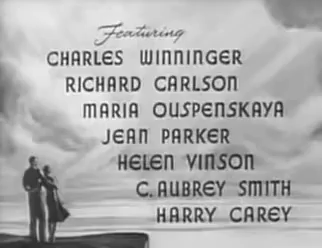 Featuring
CHARLES WINNINGER
RICHARD CARLSON
MARIA OUSPENSKAYA
JEAN PARKER
HELEN VINSON
C. AUBREY SMITH
HARRY CAREY